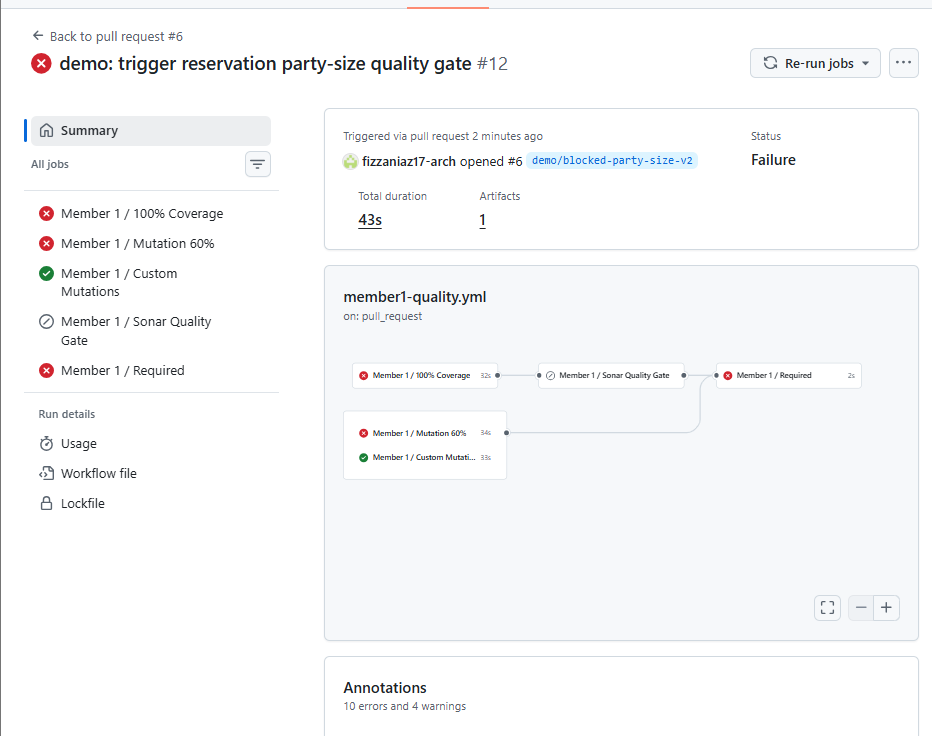 Back to pull request #6
demo: trigger reservation party-size quality gate #12
Re-run jobs
Summary
All jobs
Member 1 / 100% Coverage
Member 1 / Mutation 60%
Member 1 / Custom
Mutations
Member 1 / Sonar Quality
Gate
Member 1 / Required
Run details
Usage
Workflow file
Lockfile
Triggered via pull request 2 minutes ago
fizzaniaz17-arch opened #6 demo/blocked-party-size-v2
Status
Failure
Total duration
43s
Artifacts
1
member1-quality.yml
on: pull_request
Member 1 / 100% Coverage 32s
Member 1 / Sonar Quality Gate
Member 1 / Required 2s
Member 1 / Mutation 60% 34s
Member 1 / Custom Mutati... 33s
Annotations
10 errors and 4 warnings